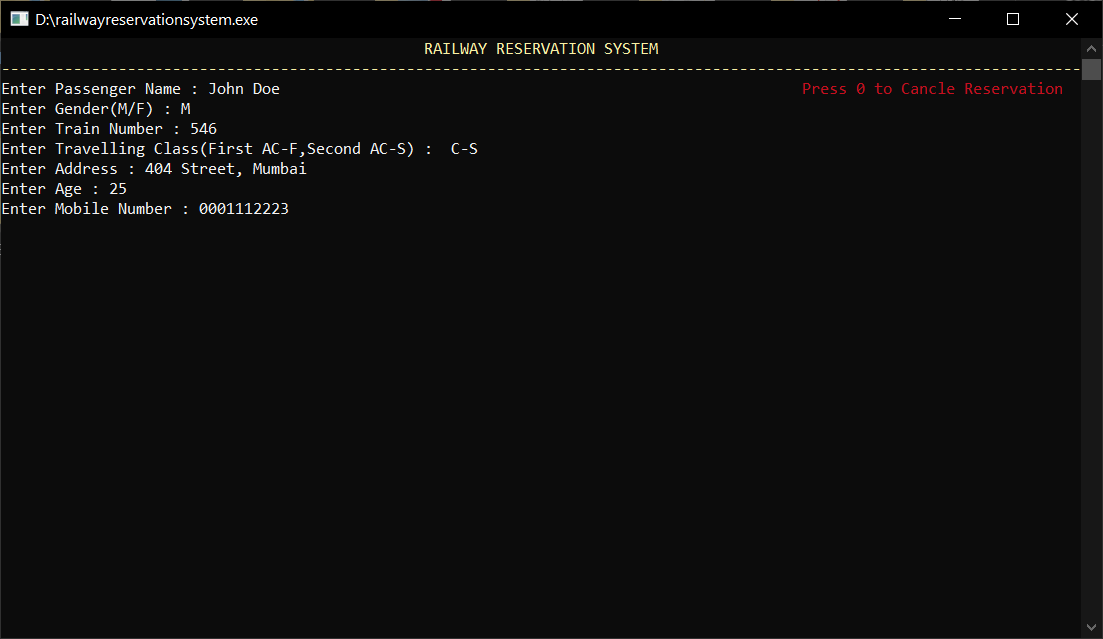 D:\railwayreservationsystem.exe
RAILWAY RESERVATION SYSTEM
------------------------------------------------------------------------------------------------------------------------
Enter Passenger Name : John Doe Press 0 to Cancle Reservation
Enter Gender(M/F) : M
Enter Train Number : 546
Enter Travelling Class(First AC-F,Second AC-S) :  C-S
Enter Address : 404 Street, Mumbai
Enter Age : 25
Enter Mobile Number : 0001112223